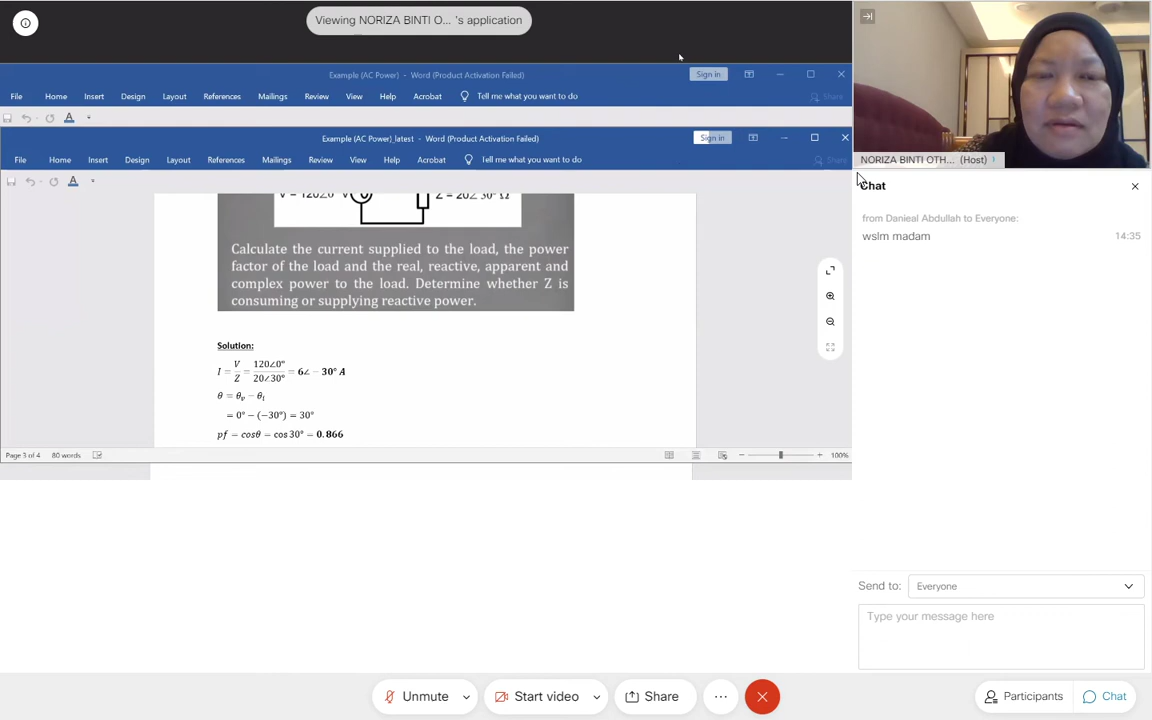 Viewing NORIZA BINTI O... 's application
Example (AC Power) - Word (Product Activation Failed)
Sign in
File Home Insert Design Layout References Mailings Review View Help Acrobat Tell me what you want to do Share
Example (AC Power)_latest - Word (Product Activation Failed)
Sign in
File Home Insert Design Layout References Mailings Review View Help Acrobat Tell me what you want to do Share
V = 120∠0° V Z = 20∠ 30° Ω
Calculate the current supplied to the load, the power
factor of the load and the real, reactive, apparent and
complex power to the load. Determine whether Z is
consuming or supplying reactive power.
Solution:
I = V/Z = 120∠0°/20∠30° = 6∠ − 30° A
θ = θv − θi
= 0° − (−30°) = 30°
pf = cosθ = cos 30° = 0.866
Page 3 of 4 80 words 100%
NORIZA BINTI OTH... (Host)
Chat
from Danieal Abdullah to Everyone:
wslm madam 14:35
Send to: Everyone
Type your message here
Unmute Start video Share Participants Chat